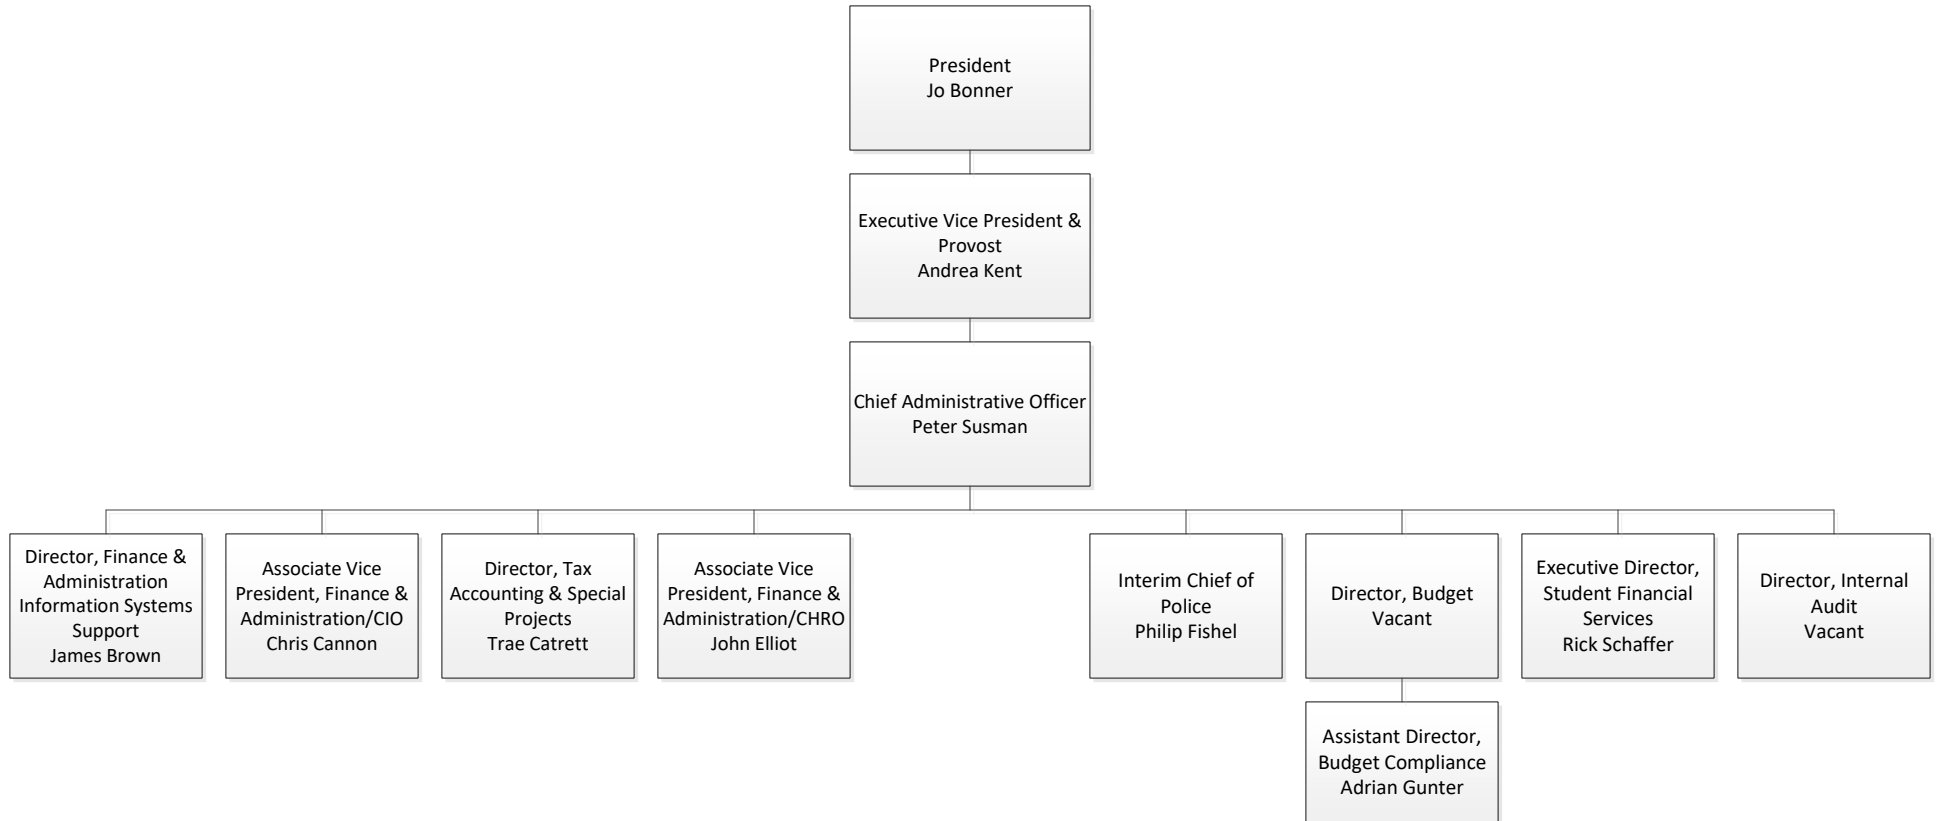 President
Jo Bonner
Executive Vice President &
Provost
Andrea Kent
Chief Administrative Officer
Peter Susman
Director, Finance &
Administration
Information Systems
Support
James Brown
Associate Vice
President, Finance &
Administration/CIO
Chris Cannon
Director, Tax
Accounting & Special
Projects
Trae Catrett
Associate Vice
President, Finance &
Administration/CHRO
John Elliot
Interim Chief of
Police
Philip Fishel
Director, Budget
Vacant
Executive Director,
Student Financial
Services
Rick Schaffer
Director, Internal
Audit
Vacant
Assistant Director,
Budget Compliance
Adrian Gunter